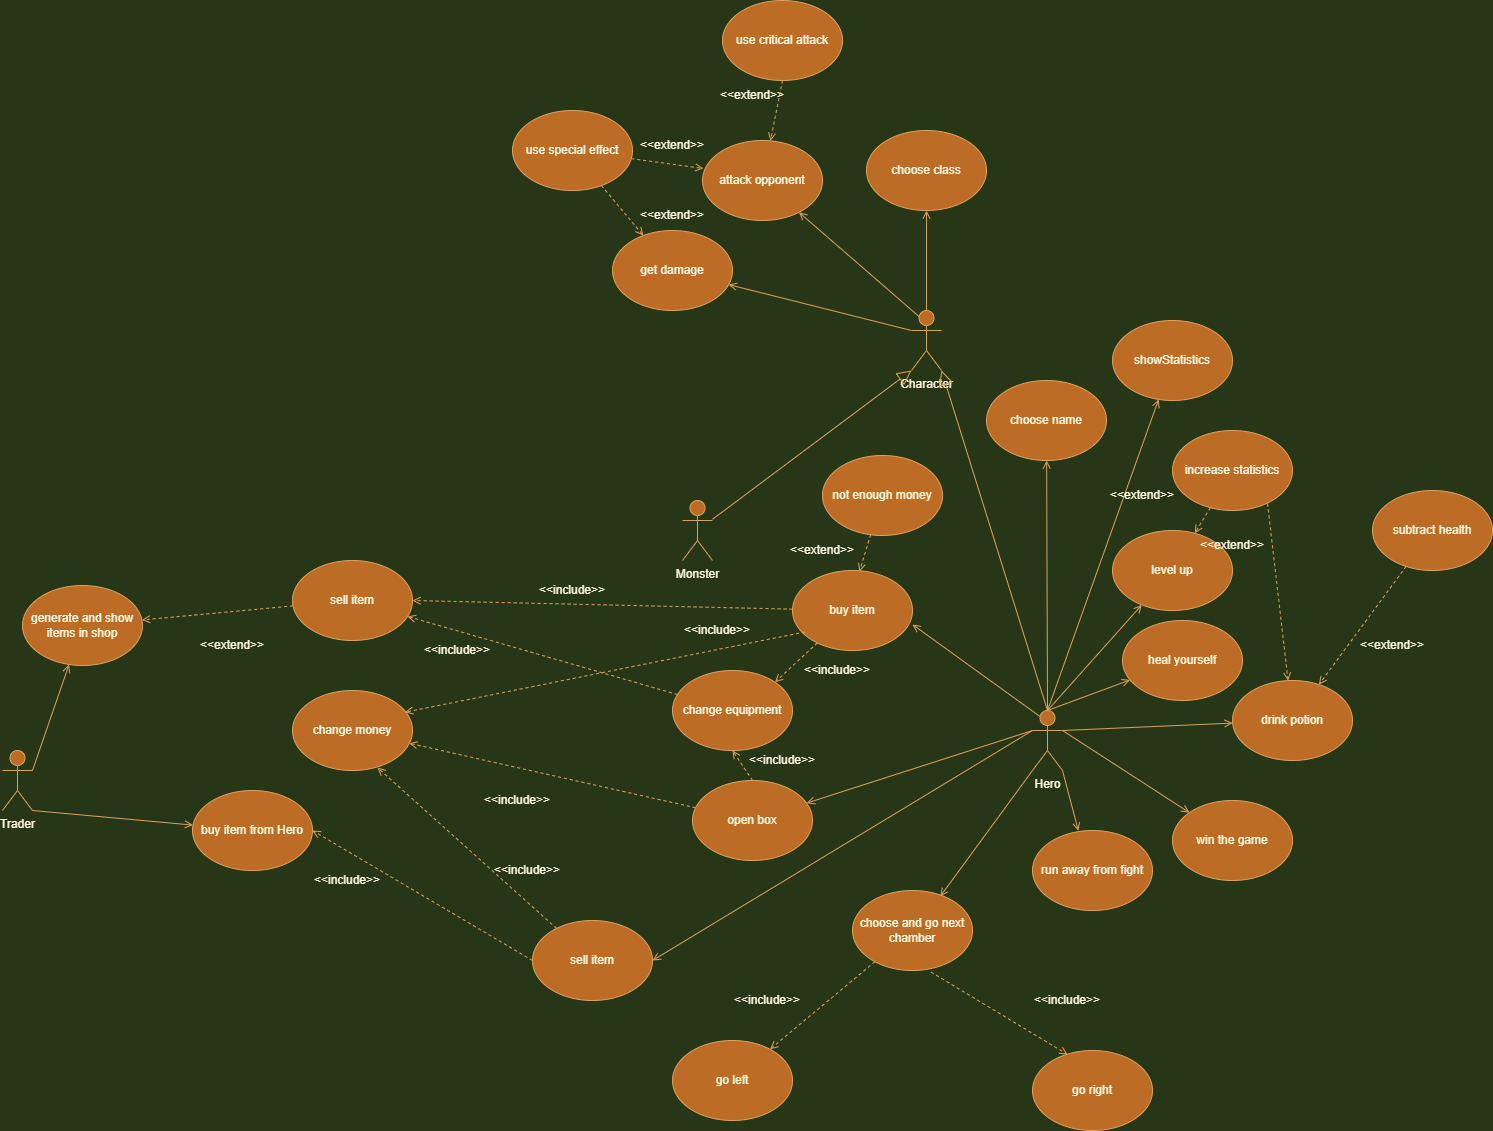 use critical attack
<<extend>>
use special effect
<<extend>>
attack opponent
choose class
<<extend>>
get damage
showStatistics
Character
choose name
increase statistics
not enough money
<<extend>>
subtract health
<<extend>>
<<extend>>
level up
Monster
<<include>>
sell item
buy item
generate and show
items in shop
<<include>>
<<extend>>
<<include>>
<<extend>>
heal yourself
<<include>>
change equipment
drink potion
change money
<<include>>
Hero
<<include>>
open box
Trader
buy item from Hero
win the game
<<include>>
run away from fight
<<include>>
choose and go next
chamber
sell item
<<include>>
<<include>>
go left
go right